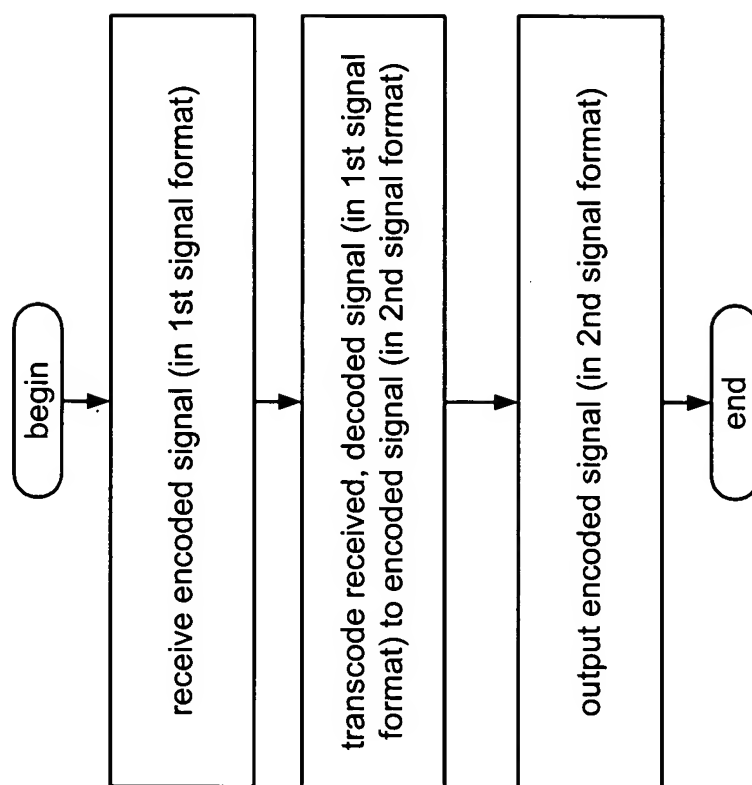 begin
receive encoded signal (in 1st signal format)
transcode received, decoded signal (in 1st signal
format) to encoded signal (in 2nd signal format)
output encoded signal (in 2nd signal format)
end